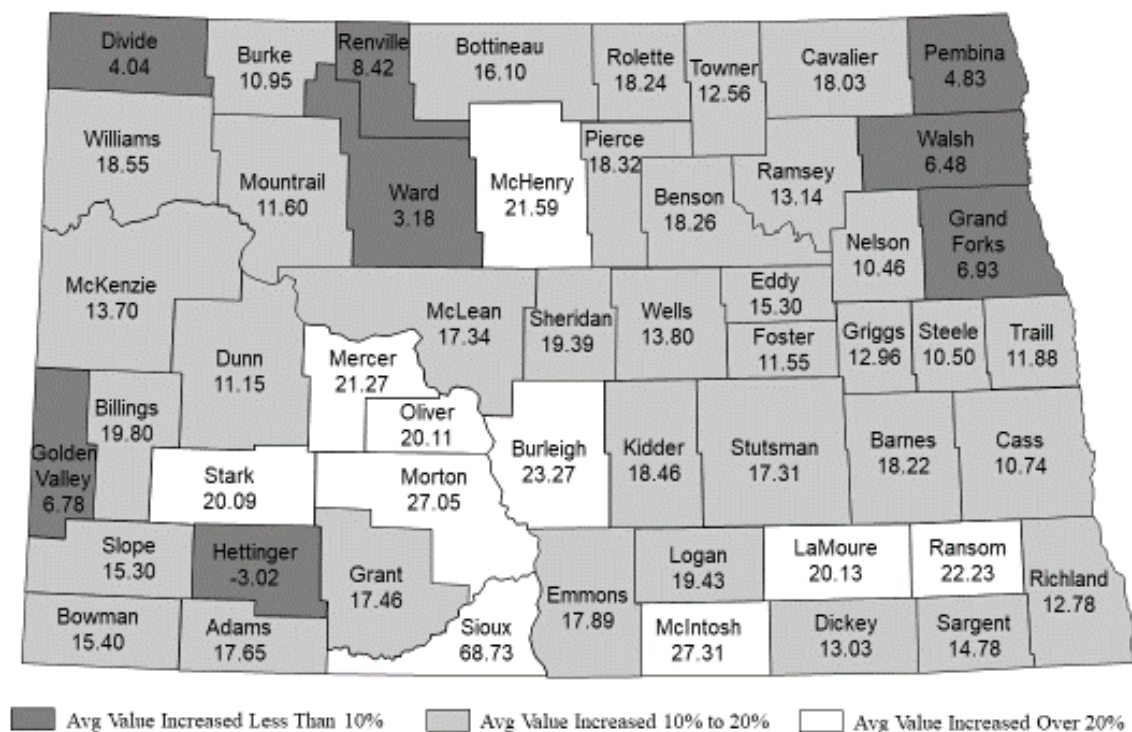 Divide
4.04
Burke
10.95
Renville
8.42
Bottineau
16.10
Rolette
18.24
Towner
12.56
Cavalier
18.03
Pembina
4.83
Williams
18.55
Mountrail
11.60
Ward
3.18
McHenry
21.59
Pierce
18.32
Benson
18.26
Ramsey
13.14
Walsh
6.48
Nelson
10.46
Grand
Forks
6.93
McKenzie
13.70
Dunn
11.15
McLean
17.34
Sheridan
19.39
Wells
13.80
Eddy
15.30
Foster
11.55
Griggs
12.96
Steele
10.50
Traill
11.88
Mercer
21.27
Oliver
20.11
Golden
Valley
6.78
Billings
19.80
Stark
20.09
Morton
27.05
Burleigh
23.27
Kidder
18.46
Stutsman
17.31
Barnes
18.22
Cass
10.74
Slope
15.30
Hettinger
-3.02
Grant
17.46
Emmons
17.89
Logan
19.43
LaMoure
20.13
Ransom
22.23
Richland
12.78
Bowman
15.40
Adams
17.65
Sioux
68.73
McIntosh
27.31
Dickey
13.03
Sargent
14.78
Avg Value Increased Less Than 10%
Avg Value Increased 10% to 20%
Avg Value Increased Over 20%